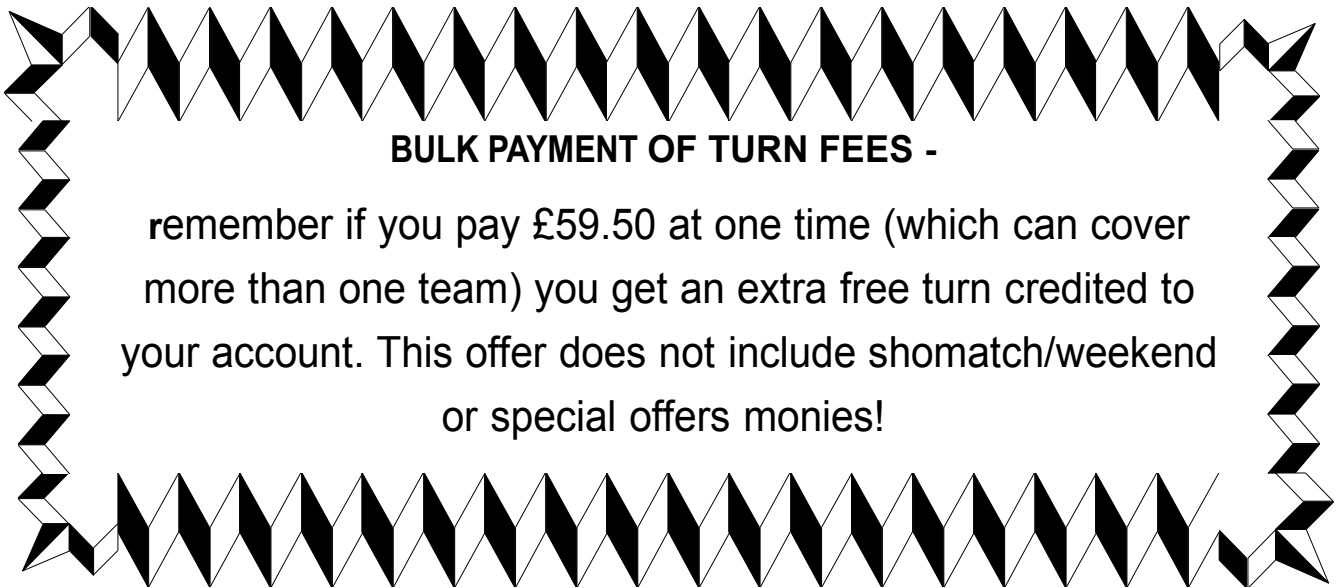 BULK PAYMENT OF TURN FEES -
remember if you pay £59.50 at one time (which can cover
more than one team) you get an extra free turn credited to
your account. This offer does not include shomatch/weekend
or special offers monies!